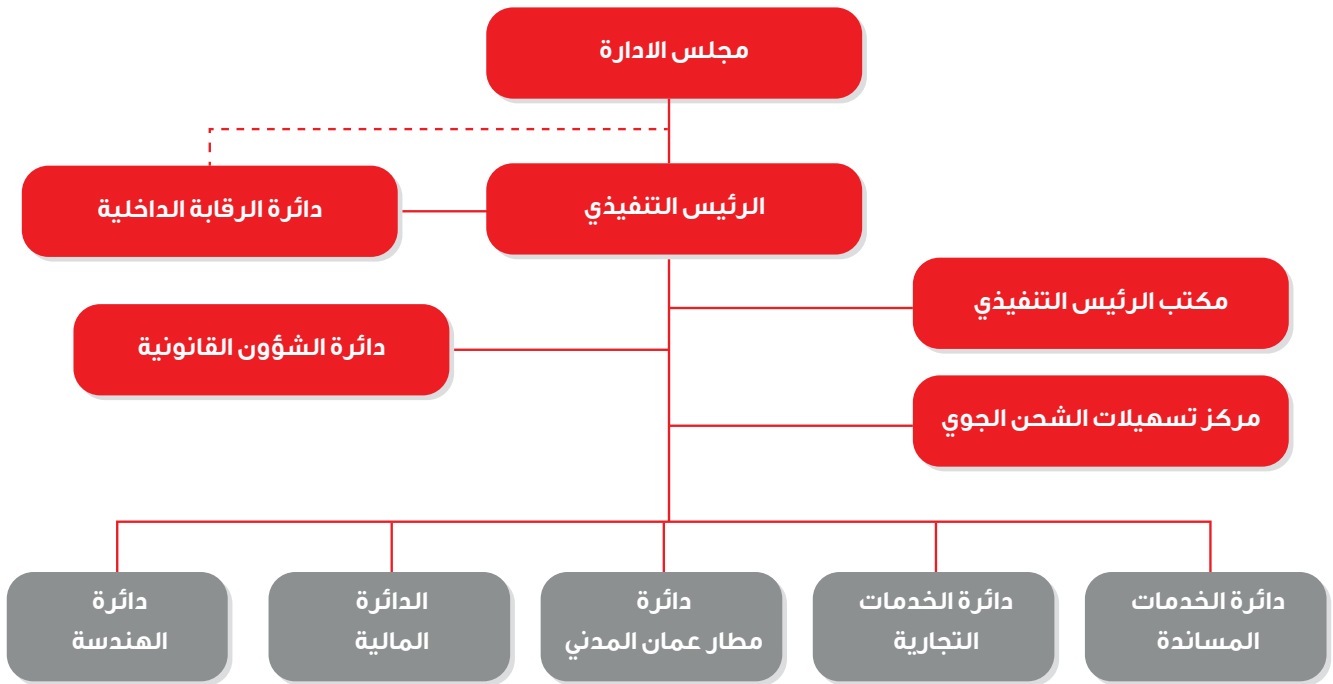 مجلس الادارة
الرئيس التنفيذي
دائرة الرقابة الداخلية
مكتب الرئيس التنفيذي
دائرة الشؤون القانونية
مركز تسهيلات الشحن الجوي
دائرة الخدمات
المساندة
دائرة الخدمات
التجارية
دائرة
مطار عمان المدني
الدائرة
المالية
دائرة
الهندسة